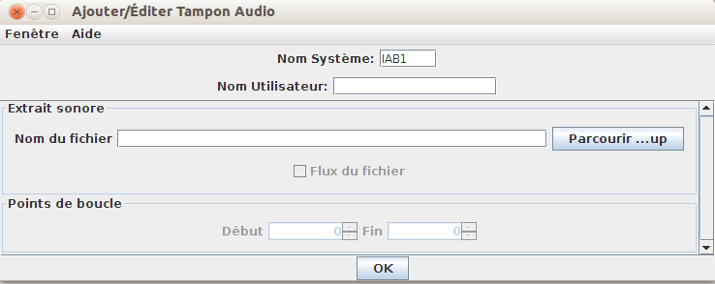 Ajouter/Éditer Tampon Audio
Fenêtre Aide
Nom Système: IAB1
Nom Utilisateur:
Extrait sonore
Nom du fichier Parcourir ...up
Flux du fichier
Points de boucle
Début 0 Fin 0
OK